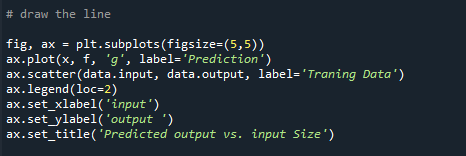 # draw the line
fig, ax = plt.subplots(figsize=(5,5))
ax.plot(x, f, 'g', label='Prediction')
ax.scatter(data.input, data.output, label='Traning Data')
ax.legend(loc=2)
ax.set_xlabel('input')
ax.set_ylabel('output ')
ax.set_title('Predicted output vs. input Size')